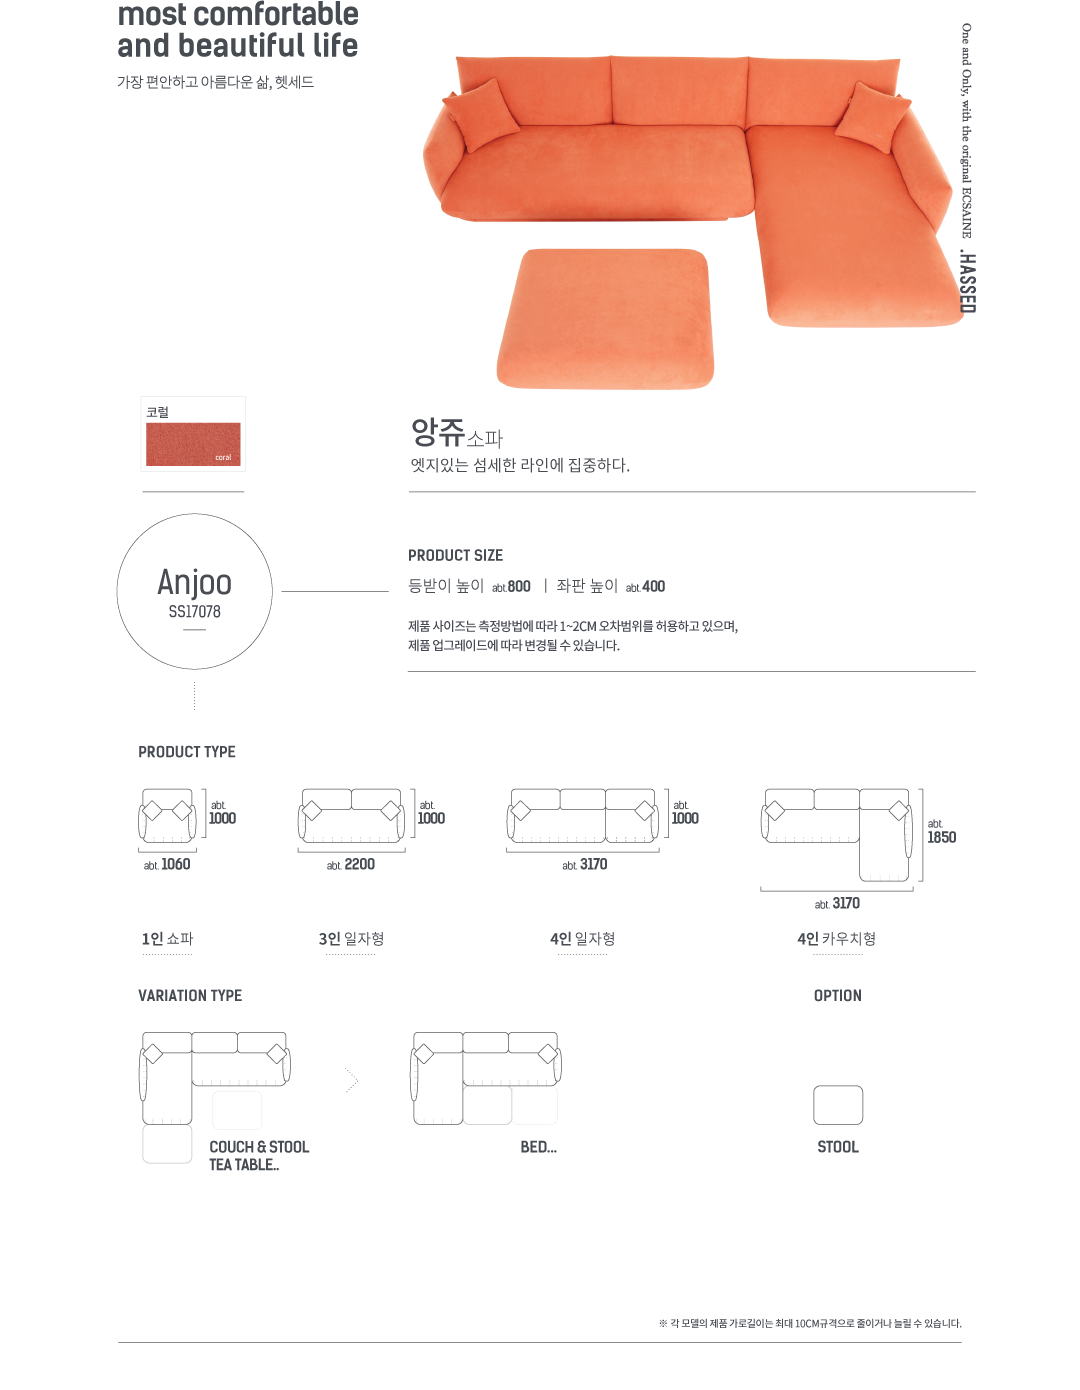 most comfortable
and beautiful life
가장 편안하고 아름다운 삶, 헷세드
One and Only, with the original ECSAINE .HASSED
코럴
coral
앙쥬소파
엣지있는 섬세한 라인에 집중하다.
Anjoo
SS17078
PRODUCT SIZE
등받이 높이 abt.800 | 좌판 높이 abt.400
제품 사이즈는 측정방법에 따라 1~2CM 오차범위를 허용하고 있으며,
제품 업그레이드에 따라 변경될 수 있습니다.
PRODUCT TYPE
abt.
1000
abt. 1060
abt.
1000
abt. 2200
abt.
1000
abt. 3170
abt.
1850
abt. 3170
1인 쇼파
3인 일자형
4인 일자형
4인 카우치형
VARIATION TYPE
OPTION
COUCH & STOOL
TEA TABLE..
BED...
STOOL
※ 각 모델의 제품 가로길이는 최대 10CM규격으로 줄이거나 늘릴 수 있습니다.